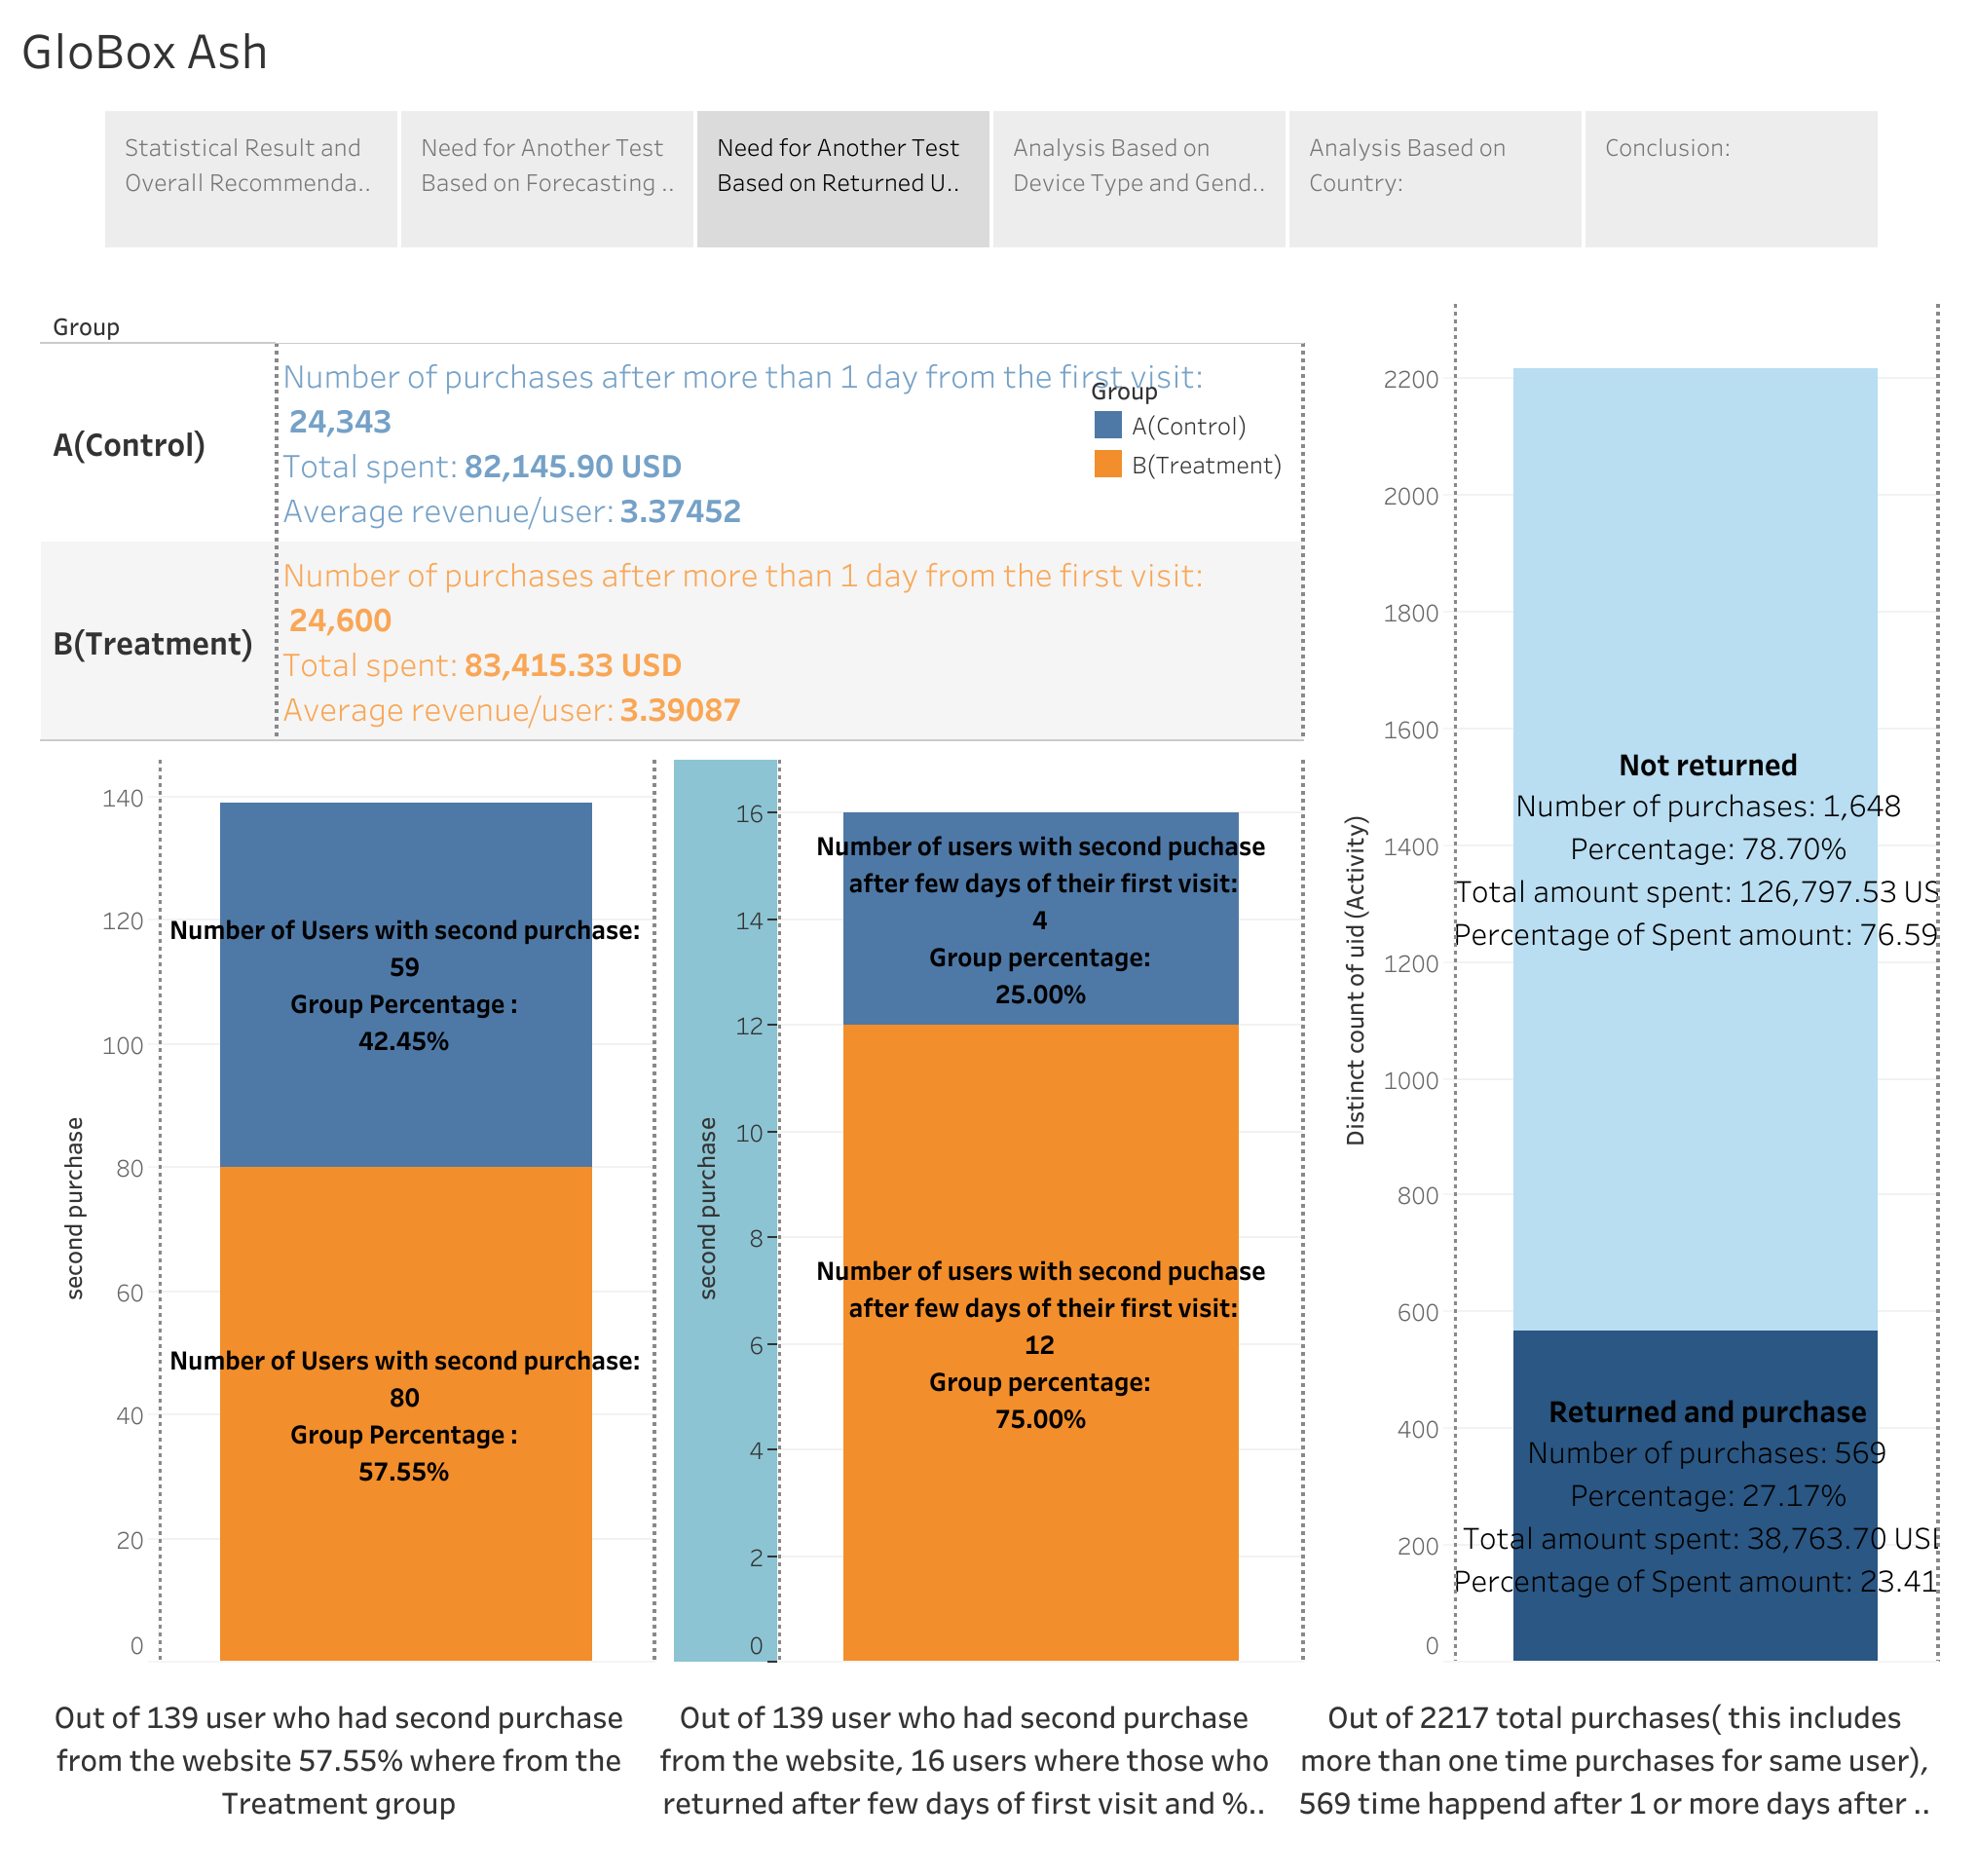 GloBox Ash
Statistical Result and
Overall Recommenda..
Need for Another Test
Based on Forecasting ..
Need for Another Test
Based on Returned U..
Analysis Based on
Device Type and Gend..
Analysis Based on
Country:
Conclusion:
Group
A(Control)
Number of purchases after more than 1 day from the first visit:
24,343
Total spent: 82,145.90 USD
Average revenue/user: 3.37452
B(Treatment)
Number of purchases after more than 1 day from the first visit:
24,600
Total spent: 83,415.33 USD
Average revenue/user: 3.39087
Group
A(Control)
B(Treatment)
second purchase
140
120
100
80
60
40
20
0
Number of Users with second purchase:
59
Group Percentage :
42.45%
Number of Users with second purchase:
80
Group Percentage :
57.55%
Out of 139 user who had second purchase
from the website 57.55% where from the
Treatment group
second purchase
16
14
12
10
8
6
4
2
0
Number of users with second puchase
after few days of their first visit:
4
Group percentage:
25.00%
Number of users with second puchase
after few days of their first visit:
12
Group percentage:
75.00%
Out of 139 user who had second purchase
from the website, 16 users where those who
returned after few days of first visit and %..
Distinct count of uid (Activity)
2200
2000
1800
1600
1400
1200
1000
800
600
400
200
0
Not returned
Number of purchases: 1,648
Percentage: 78.70%
Total amount spent: 126,797.53 US
Percentage of Spent amount: 76.59
Returned and purchase
Number of purchases: 569
Percentage: 27.17%
Total amount spent: 38,763.70 USD
Percentage of Spent amount: 23.41
Out of 2217 total purchases( this includes
more than one time purchases for same user),
569 time happend after 1 or more days after ..